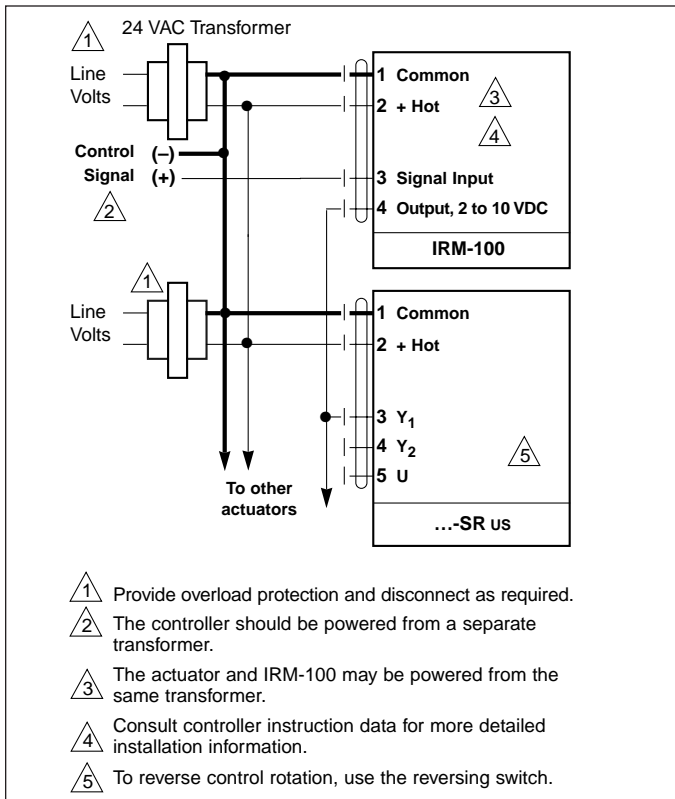 1 24 VAC Transformer
Line
Volts
Control (–)
Signal (+)
2
1 Common
2 + Hot
3
4
3 Signal Input
4 Output, 2 to 10 VDC
IRM-100
1
Line
Volts
1 Common
2 + Hot
3 Y1
4 Y2
5 U
5
To other
actuators
…-SR US
1 Provide overload protection and disconnect as required.
2 The controller should be powered from a separate
transformer.
3 The actuator and IRM-100 may be powered from the
same transformer.
4 Consult controller instruction data for more detailed
installation information.
5 To reverse control rotation, use the reversing switch.